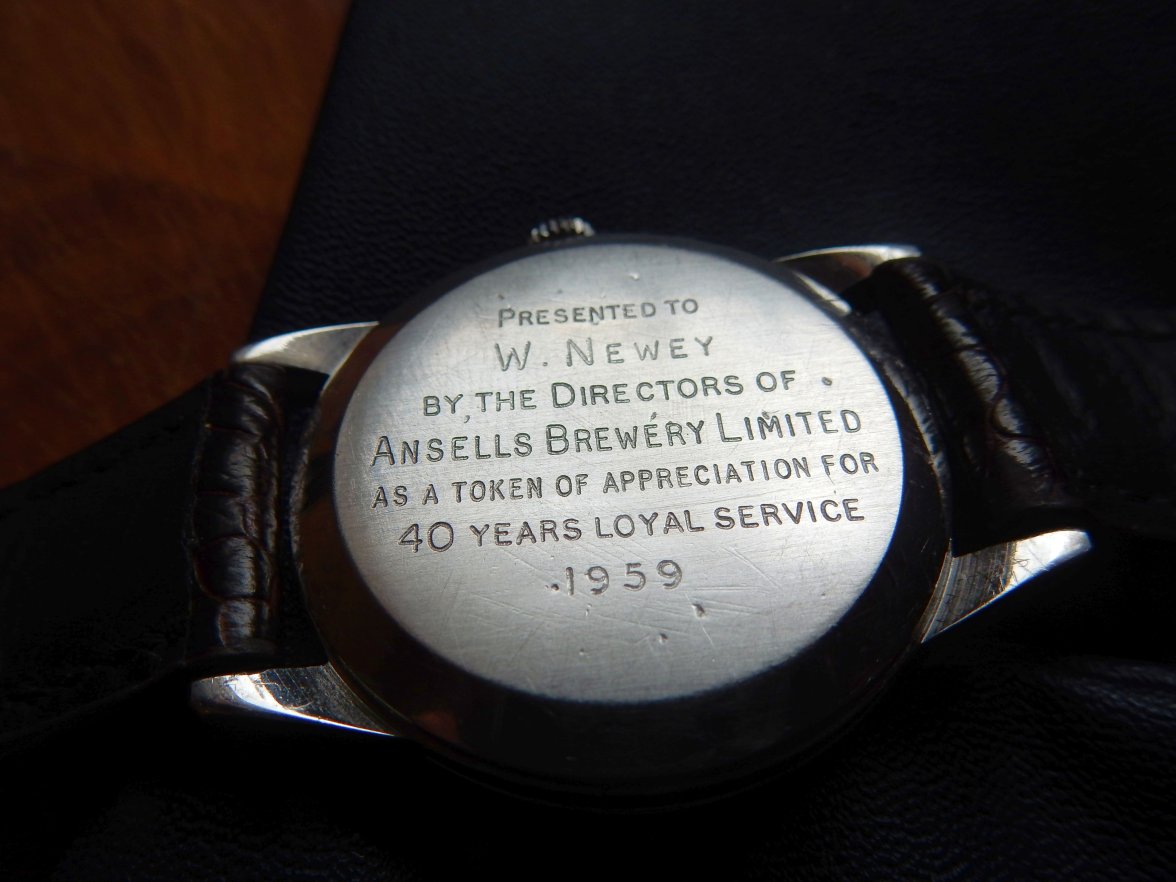 PRESENTED TO
W. NEWEY
BY THE DIRECTORS OF
ANSELLS BREWERY LIMITED
AS A TOKEN OF APPRECIATION FOR
40 YEARS LOYAL SERVICE
1959